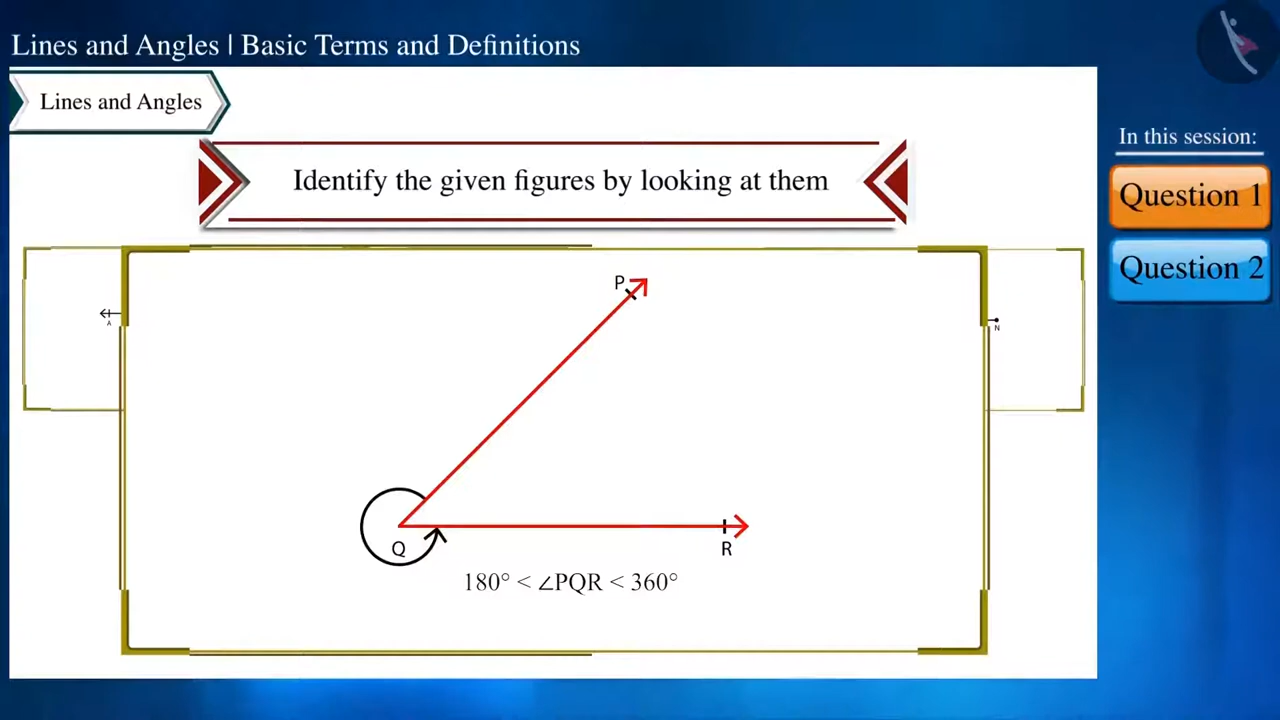 Lines and Angles | Basic Terms and Definitions
Lines and Angles
In this session:
Identify the given figures by looking at them
Question 1
Question 2
P
A
N
Q
R
180° < ∠PQR < 360°